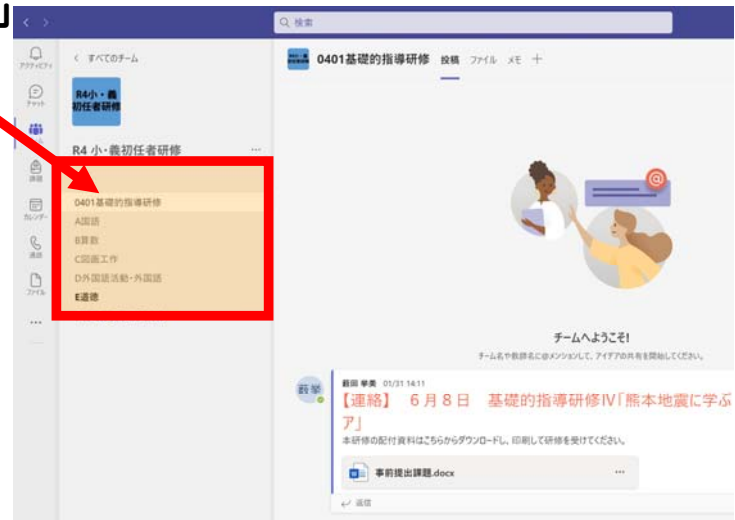 検索
アクティビティ
チャット
課題
カレンダー
通話
ファイル
すべてのチーム
R4小・義
初任者研修
R4 小・義初任者研修
0401基礎的指導研修
A国語
B算数
C図画工作
D外国語活動・外国語
E道徳
0401基礎的指導研修 投稿 ファイル メモ +
チームへようこそ!
チーム名や教師名に@メンションして、アイデアの共有を開始してください。
01/31 14:11
【連絡】 6月8日 基礎的指導研修Ⅳ「熊本地震に学ぶ
ア」
本研修の配付資料はこちらからダウンロードし、印刷して研修を受けてください。
事前提出課題.docx
返信